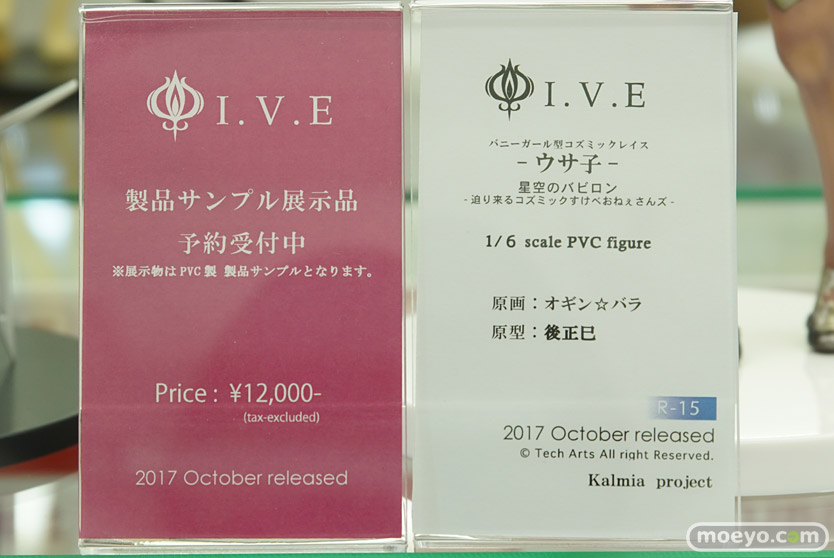 I.V.E
製品サンプル展示品
予約受付中
※展示物はPVC製 製品サンプルとなります。
Price : ¥12,000-
(tax-excluded)
2017 October released
I.V.E
バニーガール型コズミックレイス
- ウサ子 -
星空のバビロン
- 迫り来るコズミックすけべおねぇさんズ -
1/6 scale PVC figure
原画：オギン☆バラ
原型：後正巳
R-15
2017 October released
© Tech Arts All right Reserved.
Kalmia project
moeyo.com